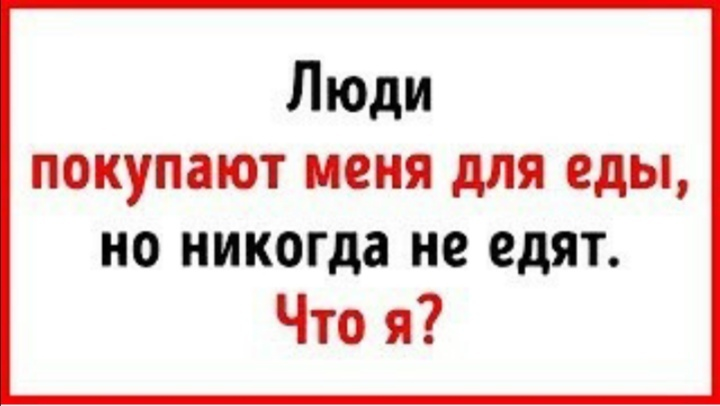 Люди
покупают меня для еды,
но никогда не едят.
Что я?